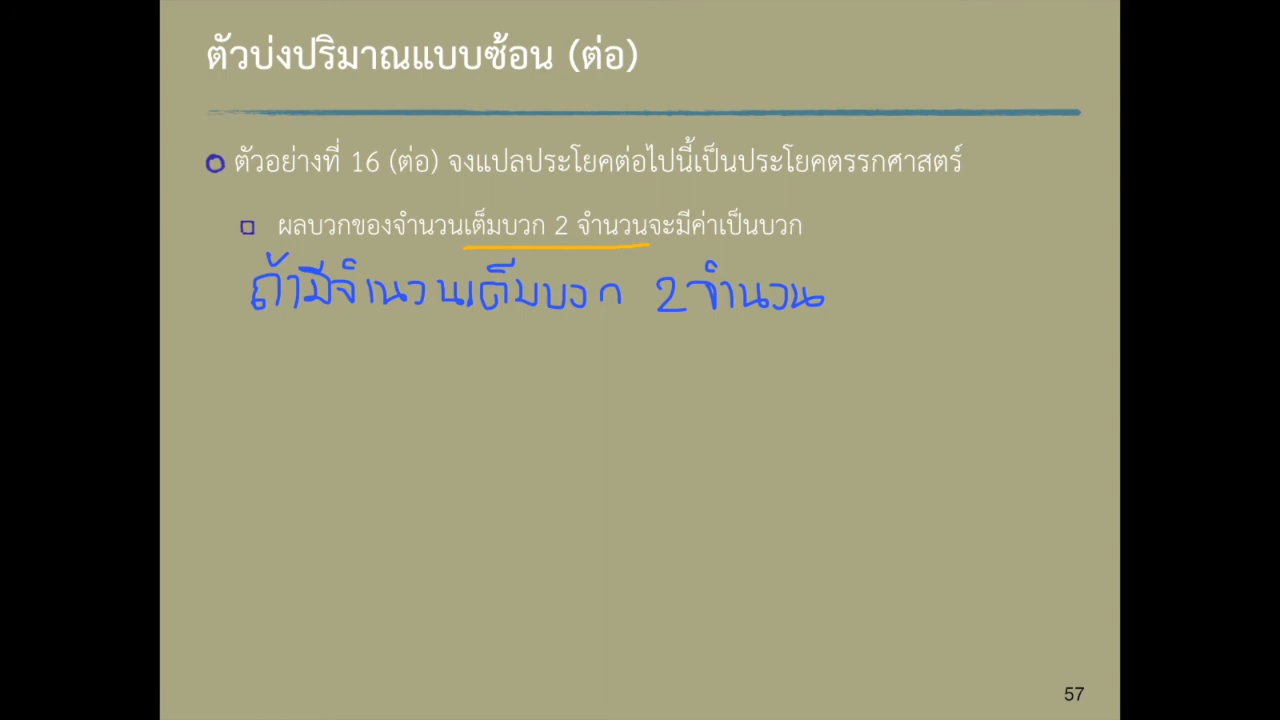 ตัวบ่งปริมาณแบบซ้อน (ต่อ)
ตัวอย่างที่ 16 (ต่อ) จงแปลประโยคต่อไปนี้เป็นประโยคตรรกศาสตร์
ผลบวกของจำนวนเต็มบวก 2 จำนวนจะมีค่าเป็นบวก
ถ้ามีจำนวนเต็มบวก 2 จำนวน
57